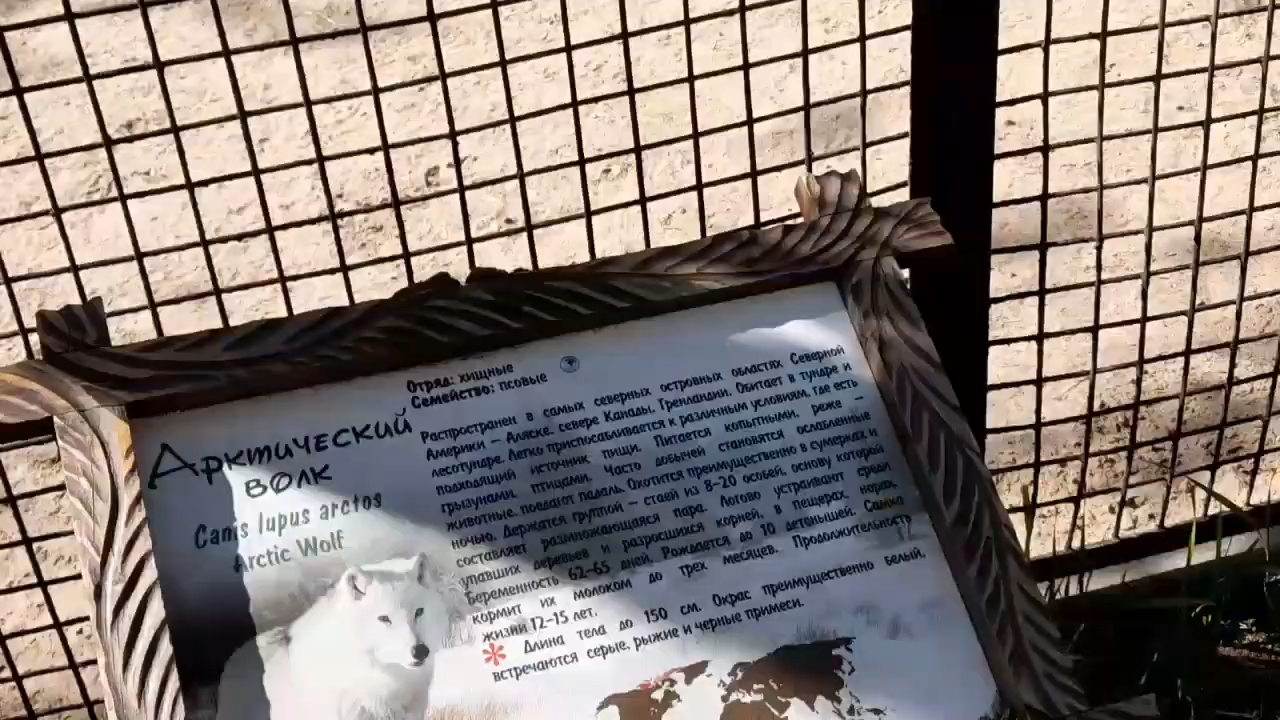 Арктический
волк
Canis lupus arctos
Arctic Wolf
Отряд: хищные
Семейство: псовые
Распространен в самых северных островных областях Северной
Америки – Аляске, севере Канады, Гренландии. Обитает в тундре и
лесотундре. Легко приспосабливается к различным условиям, где есть
подходящий источник пищи. Питается копытными, реже –
грызунами, птицами. Часто добычей становятся ослабленные
животные, поедают падаль. Охотится преимущественно в сумерках и
ночью. Держатся группой – стаей из 8-20 особей, основу которой
составляет размножающаяся пара. Логово устраивают среди
упавших деревьев и разросшихся корней, в пещерах, норах.
Беременность 62-65 дней. Рождается до 10 детенышей. Самка
кормит их молоком до трех месяцев. Продолжительность
жизни 12-15 лет.
Длина тела до 150 см. Окрас преимущественно белый,
встречаются серые, рыжие и черные примеси.